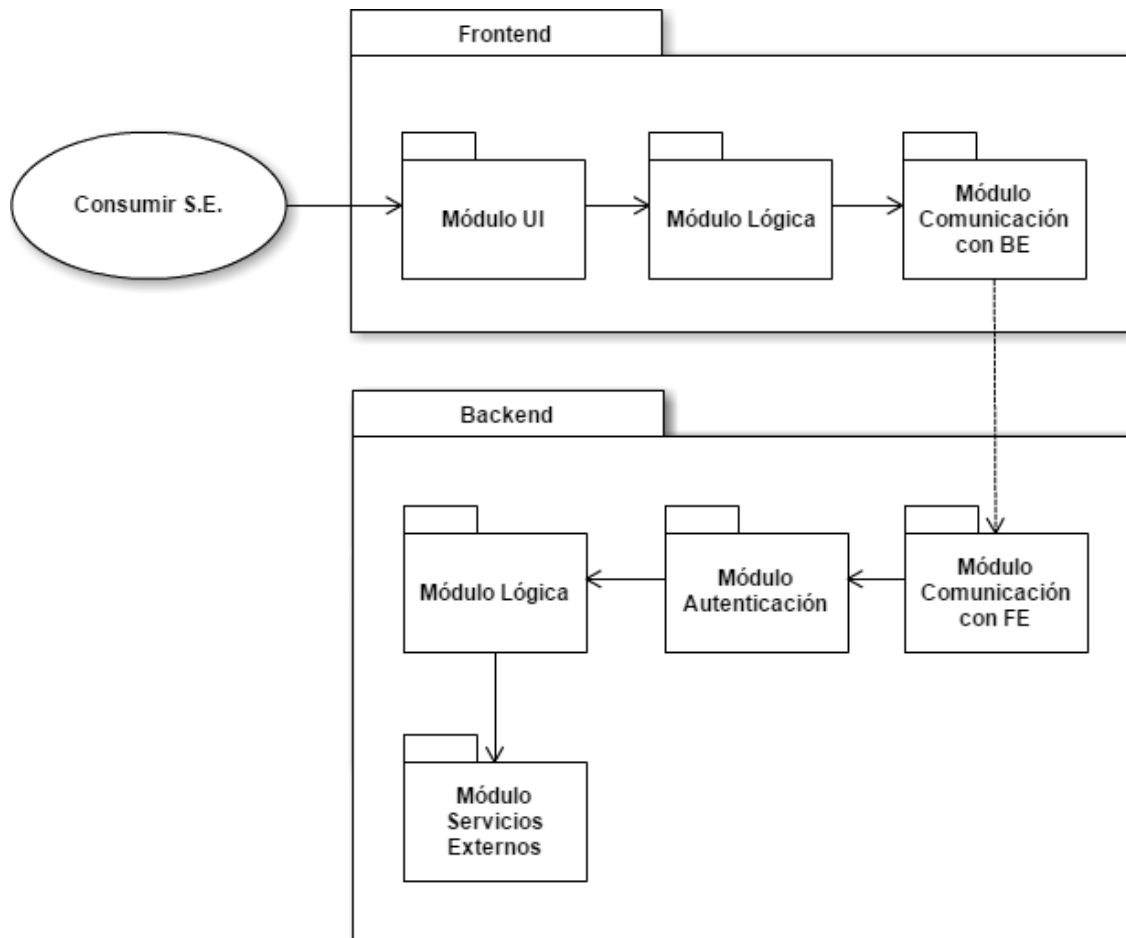 Frontend
Consumir S.E.
Módulo UI
Módulo Lógica
Módulo
Comunicación
con BE
Backend
Módulo Lógica
Módulo
Autenticación
Módulo
Comunicación
con FE
Módulo
Servicios
Externos